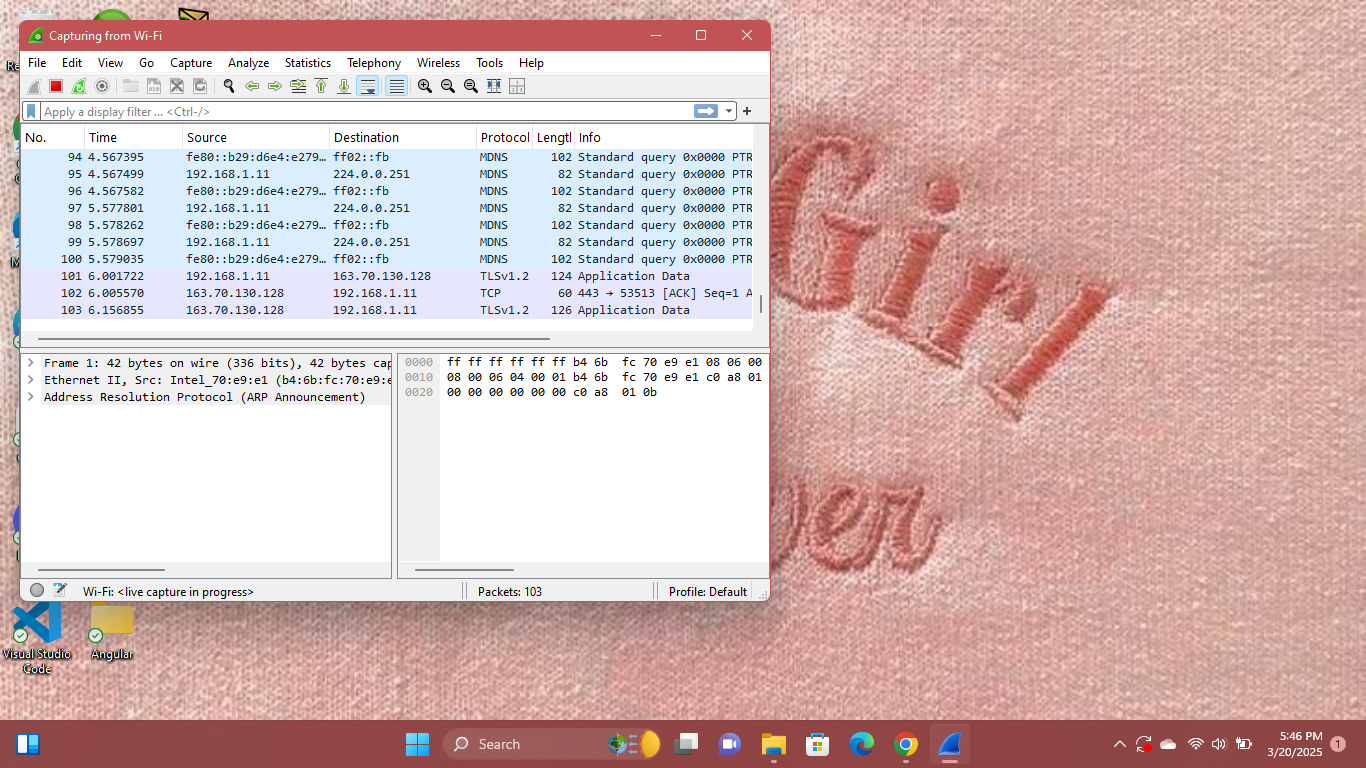 Capturing from Wi-Fi
File Edit View Go Capture Analyze Statistics Telephony Wireless Tools Help
Apply a display filter ... <Ctrl-/>
No. Time Source Destination Protocol Lengtl Info
94 4.567395 fe80::b29:d6e4:e279… ff02::fb MDNS 102 Standard query 0x0000 PTR
95 4.567499 192.168.1.11 224.0.0.251 MDNS 82 Standard query 0x0000 PTR
96 4.567582 fe80::b29:d6e4:e279… ff02::fb MDNS 102 Standard query 0x0000 PTR
97 5.577801 192.168.1.11 224.0.0.251 MDNS 82 Standard query 0x0000 PTR
98 5.578262 fe80::b29:d6e4:e279… ff02::fb MDNS 102 Standard query 0x0000 PTR
99 5.578697 192.168.1.11 224.0.0.251 MDNS 82 Standard query 0x0000 PTR
100 5.579035 fe80::b29:d6e4:e279… ff02::fb MDNS 102 Standard query 0x0000 PTR
101 6.001722 192.168.1.11 163.70.130.128 TLSv1.2 124 Application Data
102 6.005570 163.70.130.128 192.168.1.11 TCP 60 443 → 53513 [ACK] Seq=1 A
103 6.156855 163.70.130.128 192.168.1.11 TLSv1.2 126 Application Data
Frame 1: 42 bytes on wire (336 bits), 42 bytes cap
Ethernet II, Src: Intel_70:e9:e1 (b4:6b:fc:70:e9:e
Address Resolution Protocol (ARP Announcement)
0000 ff ff ff ff ff ff b4 6b fc 70 e9 e1 08 06 00
0010 08 00 06 04 00 01 b4 6b fc 70 e9 e1 c0 a8 01
0020 00 00 00 00 00 00 c0 a8 01 0b
Wi-Fi: <live capture in progress> Packets: 103 Profile: Default
Girl
Visual Studio Code
Angular
Search
5:46 PM
3/20/2025
1